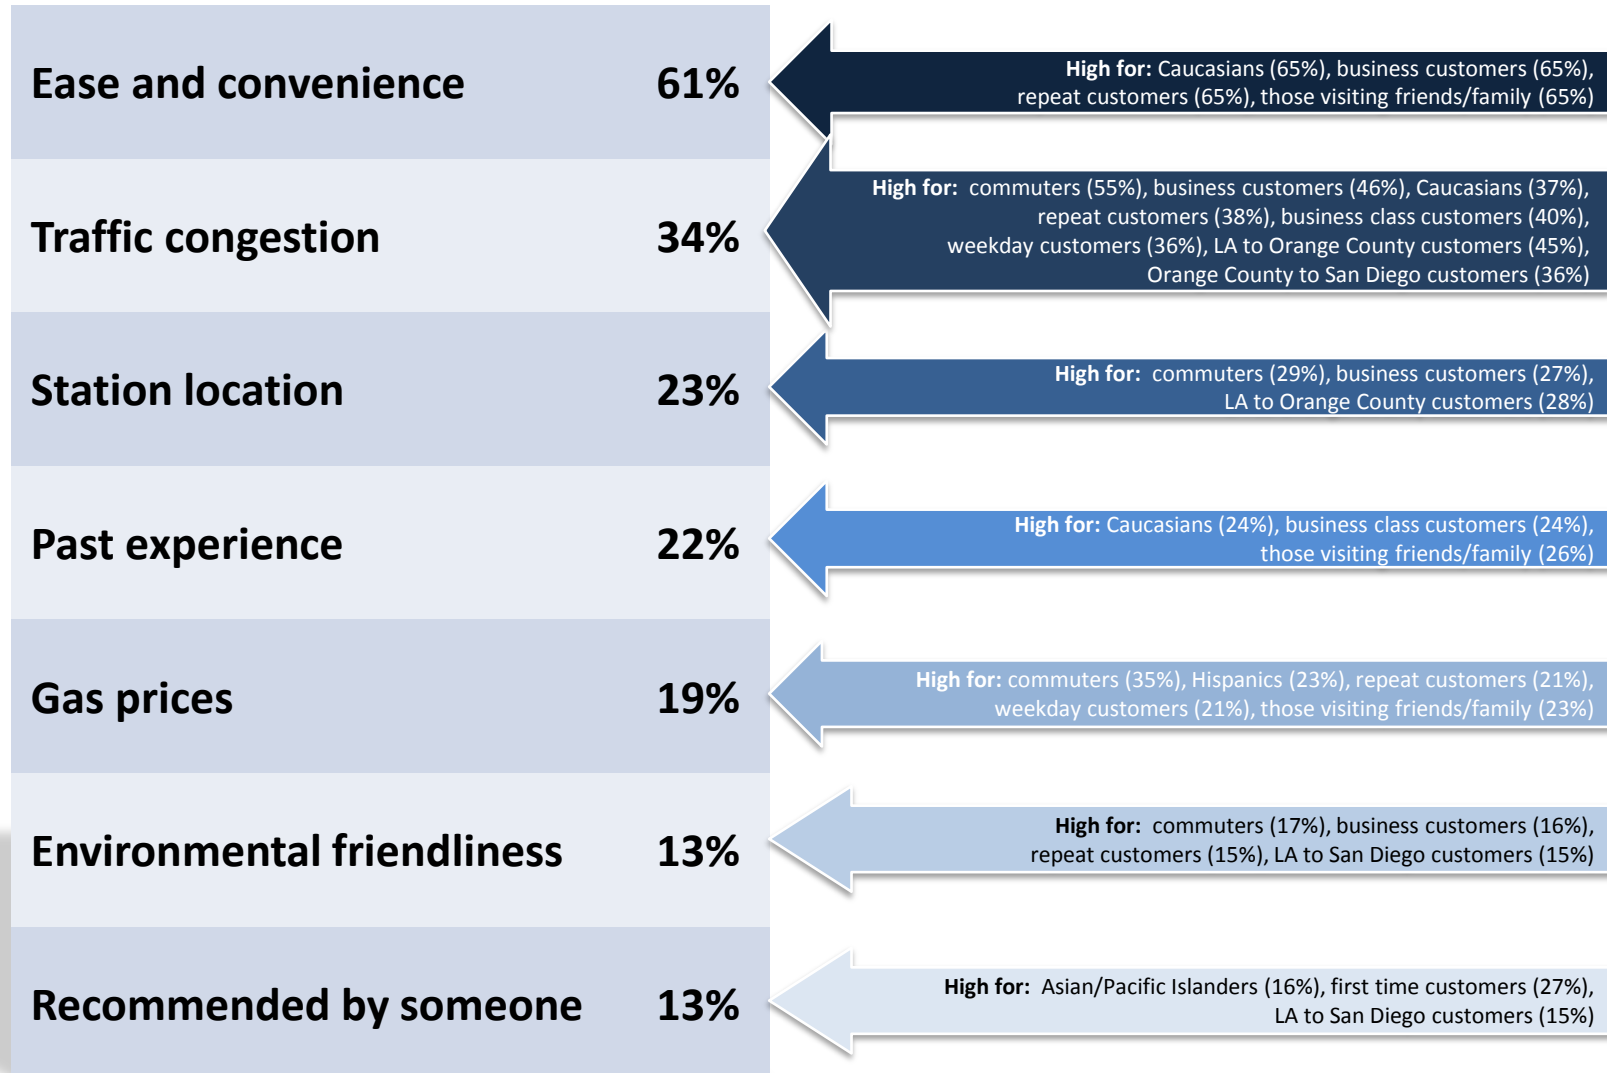 Ease and convenience 61%
High for: Caucasians (65%), business customers (65%),
repeat customers (65%), those visiting friends/family (65%)
Traffic congestion 34%
High for: commuters (55%), business customers (46%), Caucasians (37%),
repeat customers (38%), business class customers (40%),
weekday customers (36%), LA to Orange County customers (45%),
Orange County to San Diego customers (36%)
Station location 23%
High for: commuters (29%), business customers (27%),
LA to Orange County customers (28%)
Past experience 22%
High for: Caucasians (24%), business class customers (24%),
those visiting friends/family (26%)
Gas prices 19%
High for: commuters (35%), Hispanics (23%), repeat customers (21%),
weekday customers (21%), those visiting friends/family (23%)
Environmental friendliness 13%
High for: commuters (17%), business customers (16%),
repeat customers (15%), LA to San Diego customers (15%)
Recommended by someone 13%
High for: Asian/Pacific Islanders (16%), first time customers (27%),
LA to San Diego customers (15%)